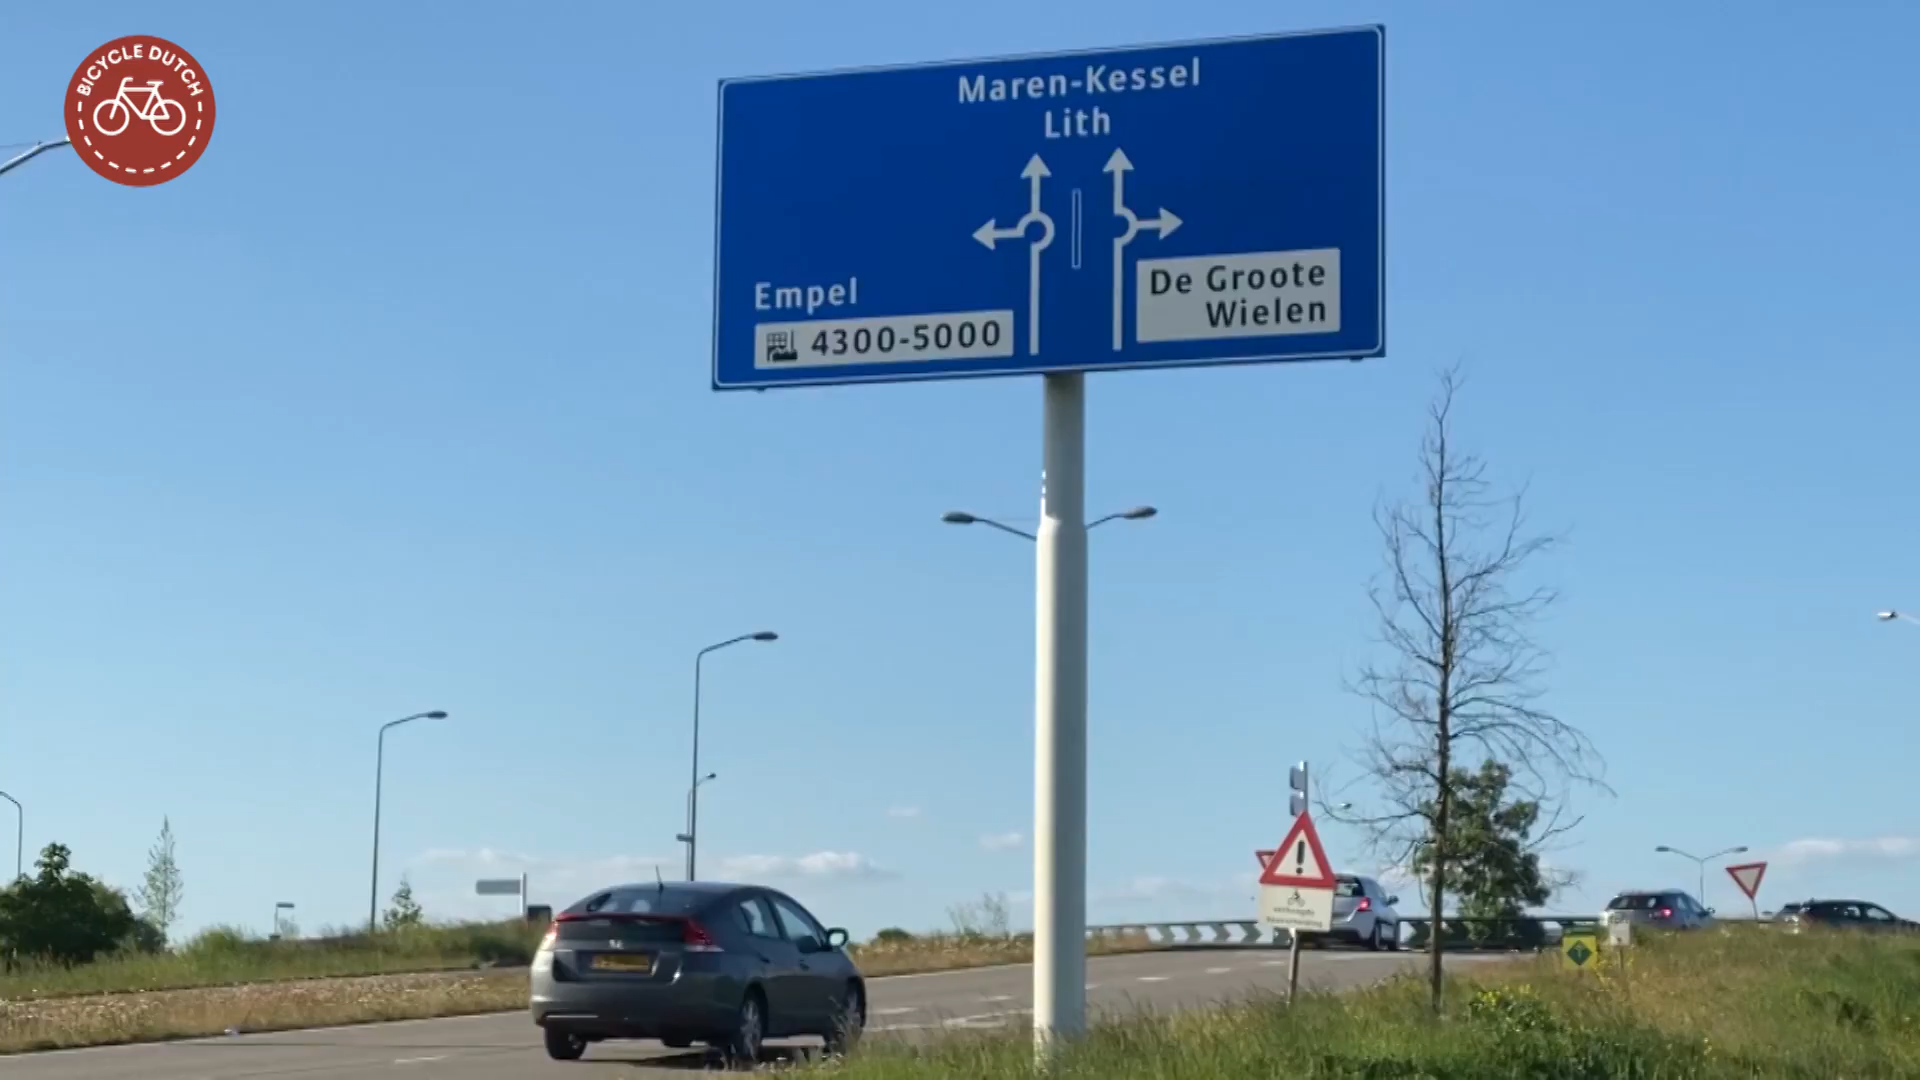 BICYCLE DUTCH
Maren-Kessel
Lith
Empel
4300-5000
De Groote
Wielen